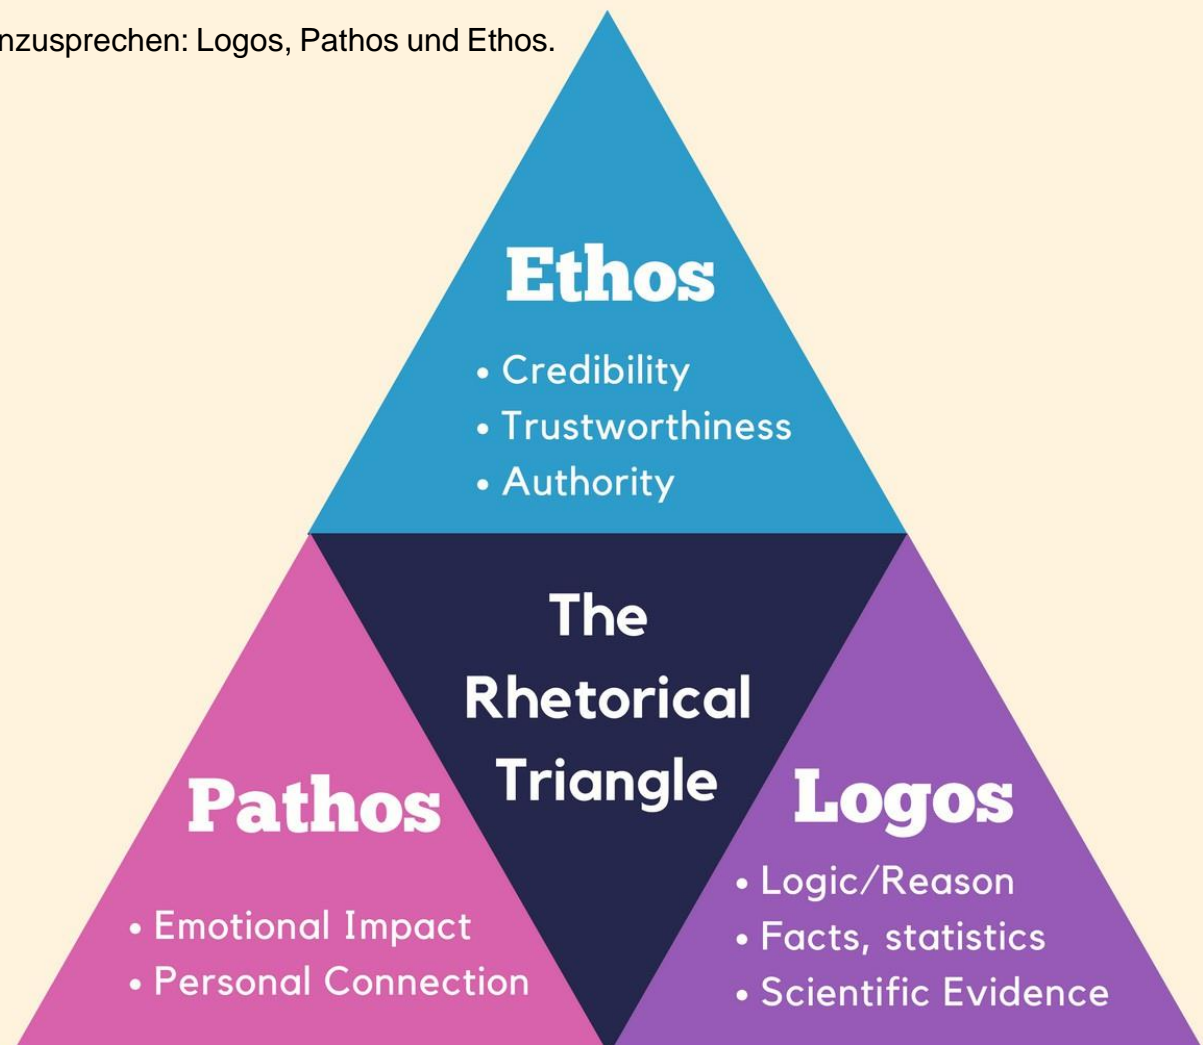 nzusprechen: Logos, Pathos und Ethos.
Ethos
• Credibility
• Trustworthiness
• Authority
The
Rhetorical
Triangle
Pathos
• Emotional Impact
• Personal Connection
Logos
• Logic/Reason
• Facts, statistics
• Scientific Evidence